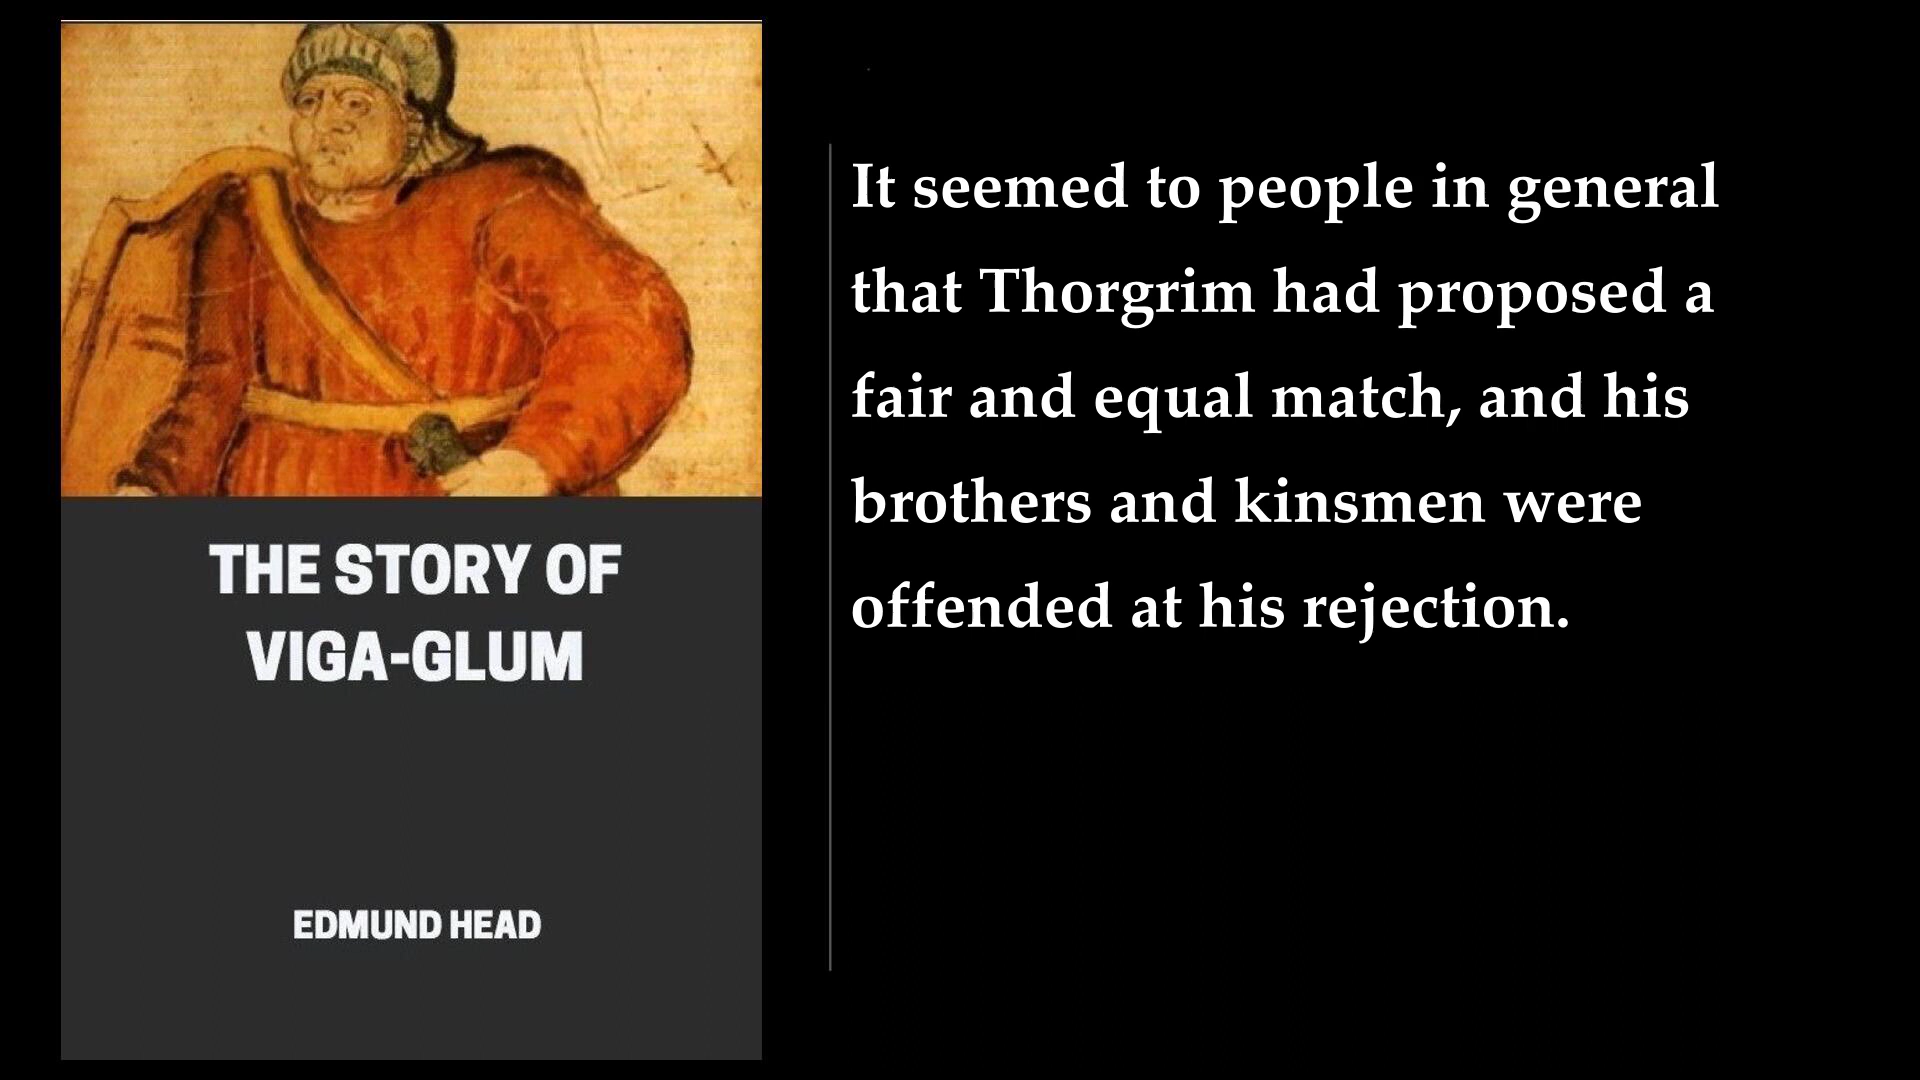 THE STORY OF
VIGA-GLUM
EDMUND HEAD
It seemed to people in general
that Thorgrim had proposed a
fair and equal match, and his
brothers and kinsmen were
offended at his rejection.